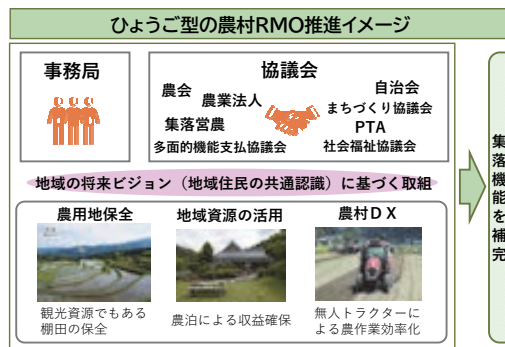 ひょうご型の農村RMO推進イメージ
事務局
協議会
農会
農業法人
集落営農
多面的機能支払協議会
自治会
まちづくり協議会
PTA
社会福祉協議会
地域の将来ビジョン（地域住民の共通認識）に基づく取組
農用地保全
地域資源の活用
農村ＤＸ
観光資源でもある
棚田の保全
農泊による収益確保
無人トラクターに
よる農作業効率化
集落機能を補完